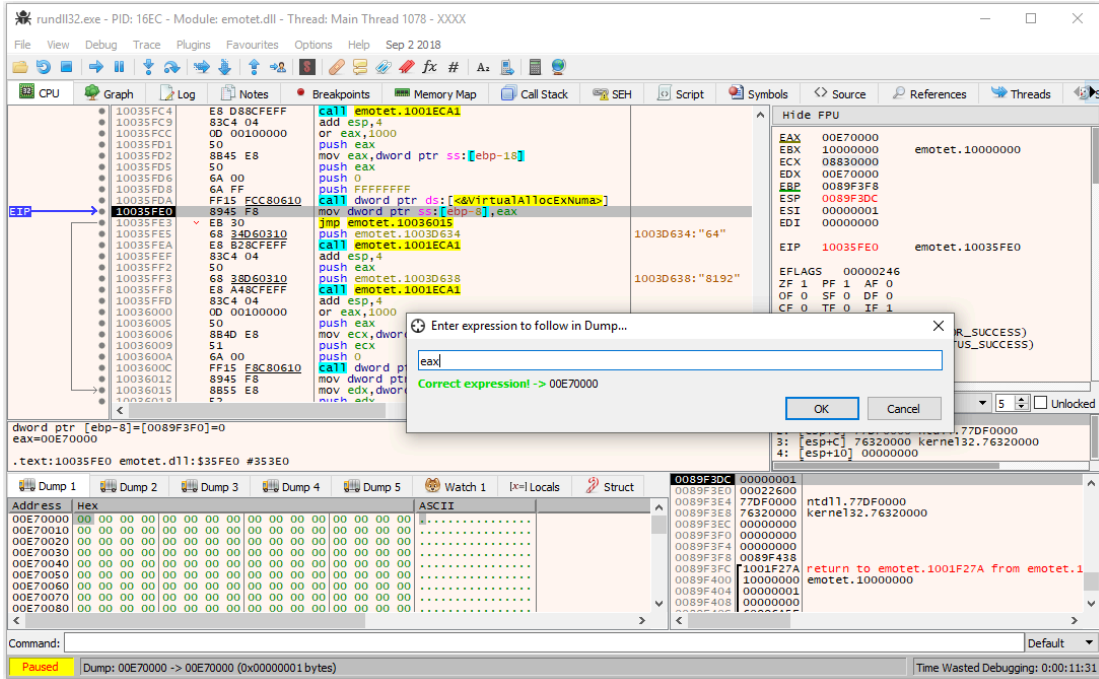 rundll32.exe - PID: 16EC - Module: emotet.dll - Thread: Main Thread 1078 - XXXX
File View Debug Trace Plugins Favourites Options Help Sep 2 2018
CPU Graph Log Notes Breakpoints Memory Map Call Stack SEH Script Symbols Source References Threads
10035FC4 E8 D88CFEFF call emotet.1001ECA1
10035FC9 83C4 04 add esp,4
10035FCC 0D 00100000 or eax,1000
10035FD1 50 push eax
10035FD2 8B45 E8 mov eax,dword ptr ss:[ebp-18]
10035FD5 50 push eax
10035FD6 6A 00 push 0
10035FD8 6A FF push FFFFFFFF
10035FDA FF15 FCC80610 call dword ptr ds:[<&VirtualAllocExNuma>]
EIP 10035FE0 8945 F8 mov dword ptr ss:[ebp-8],eax
10035FE3 EB 30 jmp emotet.10036015
10035FE5 68 34D60310 push emotet.1003D634 1003D634:"64"
10035FEA E8 B28CFEFF call emotet.1001ECA1
10035FEF 83C4 04 add esp,4
10035FF2 50 push eax
10035FF3 68 38D60310 push emotet.1003D638 1003D638:"8192"
10035FF8 E8 A48CFEFF call emotet.1001ECA1
10035FFD 83C4 04 add esp,4
10036000 0D 00100000 or eax,1000
10036005 50 push eax
10036006 8B4D E8 mov ecx,dwor
10036009 51 push ecx
1003600A 6A 00 push 0
1003600C FF15 F8C80610 call dword pt
10036012 8945 F8 mov dword pt
10036015 8B55 E8 mov edx,dwor
10036018 52 push edx
Hide FPU
EAX 00E70000
EBX 10000000 emotet.10000000
ECX 08830000
EDX 00E70000
EBP 0089F3F8
ESP 0089F3DC
ESI 00000001
EDI 00000000
EIP 10035FE0 emotet.10035FE0
EFLAGS 00000246
ZF 1 PF 1 AF 0
OF 0 SF 0 DF 0
CF 0 TF 0 IF 1
OR_SUCCESS)
TUS_SUCCESS)
5 Unlocked
77DF0000
3: [esp+C] 76320000 kernel32.76320000
4: [esp+10] 00000000
Enter expression to follow in Dump...
eax
Correct expression! -> 00E70000
OK Cancel
dword ptr [ebp-8]=[0089F3F0]=0
eax=00E70000
.text:10035FE0 emotet.dll:$35FE0 #353E0
Dump 1 Dump 2 Dump 3 Dump 4 Dump 5 Watch 1 [x=] Locals Struct
Address Hex ASCII
00E70000 00 00 00 00 00 00 00 00 00 00 00 00 00 00 00 00 ................
00E70010 00 00 00 00 00 00 00 00 00 00 00 00 00 00 00 00 ................
00E70020 00 00 00 00 00 00 00 00 00 00 00 00 00 00 00 00 ................
00E70030 00 00 00 00 00 00 00 00 00 00 00 00 00 00 00 00 ................
00E70040 00 00 00 00 00 00 00 00 00 00 00 00 00 00 00 00 ................
00E70050 00 00 00 00 00 00 00 00 00 00 00 00 00 00 00 00 ................
00E70060 00 00 00 00 00 00 00 00 00 00 00 00 00 00 00 00 ................
00E70070 00 00 00 00 00 00 00 00 00 00 00 00 00 00 00 00 ................
00E70080 00 00 00 00 00 00 00 00 00 00 00 00 00 00 00 00 ................
0089F3DC 00000001
0089F3E0 00022600
0089F3E4 77DF0000 ntdll.77DF0000
0089F3E8 76320000 kernel32.76320000
0089F3EC 00000000
0089F3F0 00000000
0089F3F4 00000000
0089F3F8 0089F438
0089F3FC 1001F27A return to emotet.1001F27A from emotet.1
0089F400 10000000 emotet.10000000
0089F404 00000001
0089F408 00000000
Command: Default
Paused Dump: 00E70000 -> 00E70000 (0x00000001 bytes) Time Wasted Debugging: 0:00:11:31